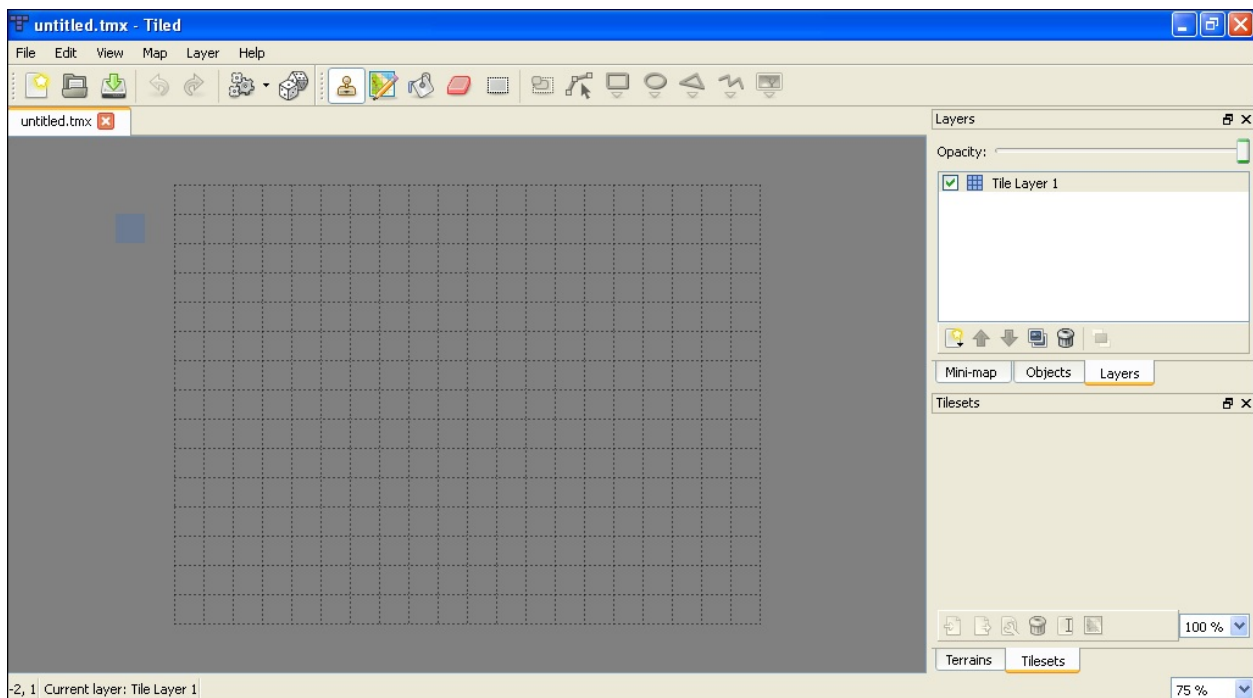 untitled.tmx - Tiled
File Edit View Map Layer Help
untitled.tmx
Layers
Opacity:
Tile Layer 1
Mini-map Objects Layers
Tilesets
100 %
Terrains Tilesets
-2, 1 Current layer: Tile Layer 1
75 %